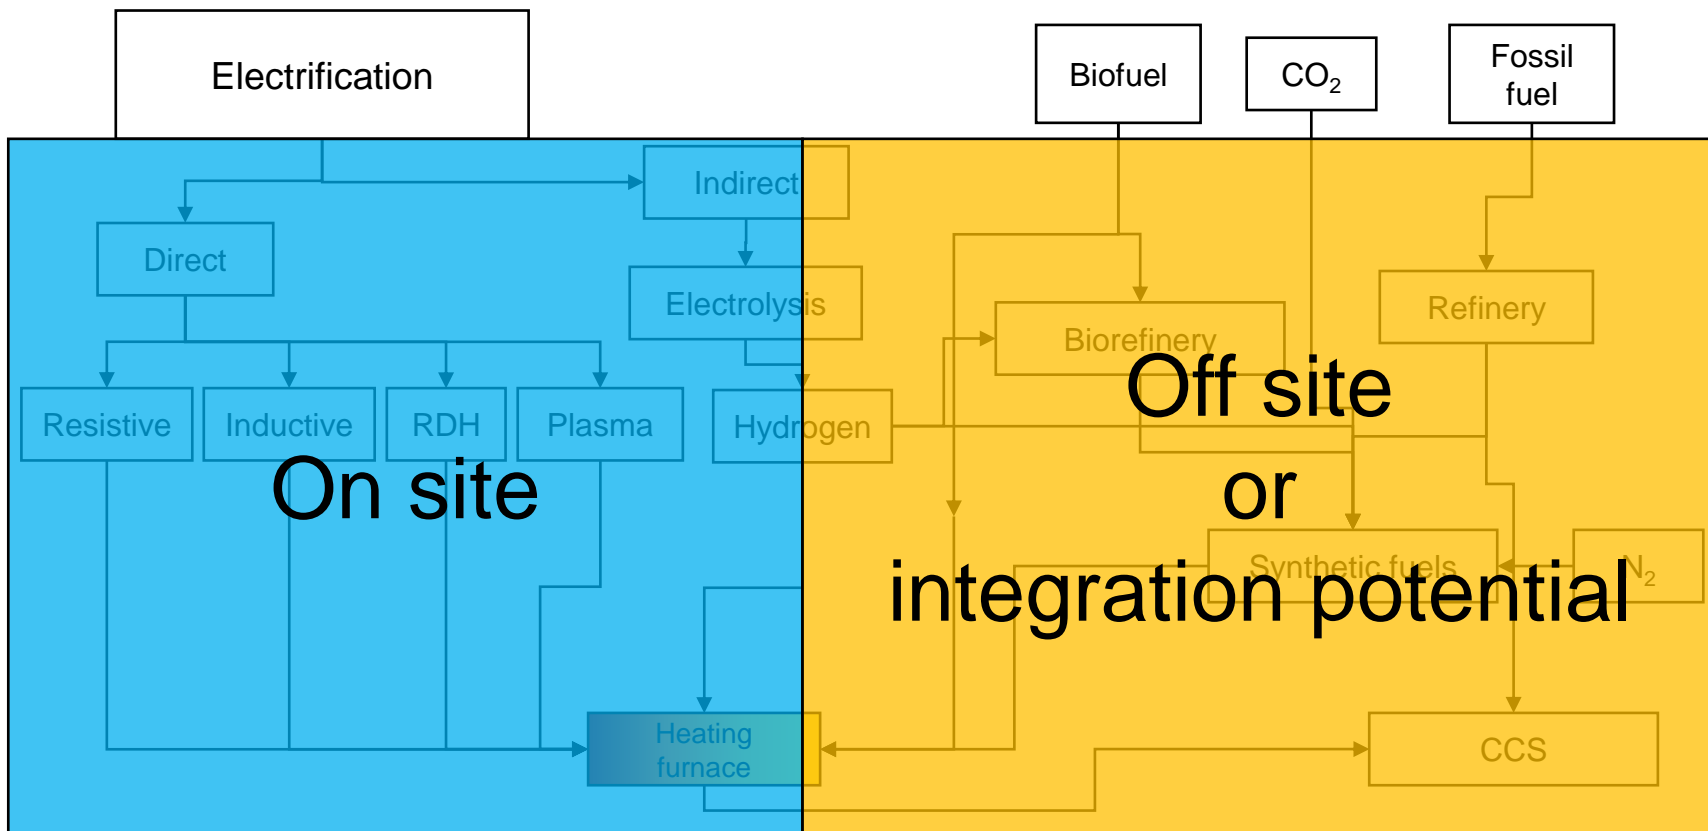 Electrification
Biofuel
CO₂
Fossil
fuel
Indirect
Direct
Electrolysis
Biorefinery
Refinery
Resistive
Inductive
RDH
Plasma
Hydrogen
On site
Off site
or
integration potential
Synthetic fuels
N₂
Heating
furnace
CCS